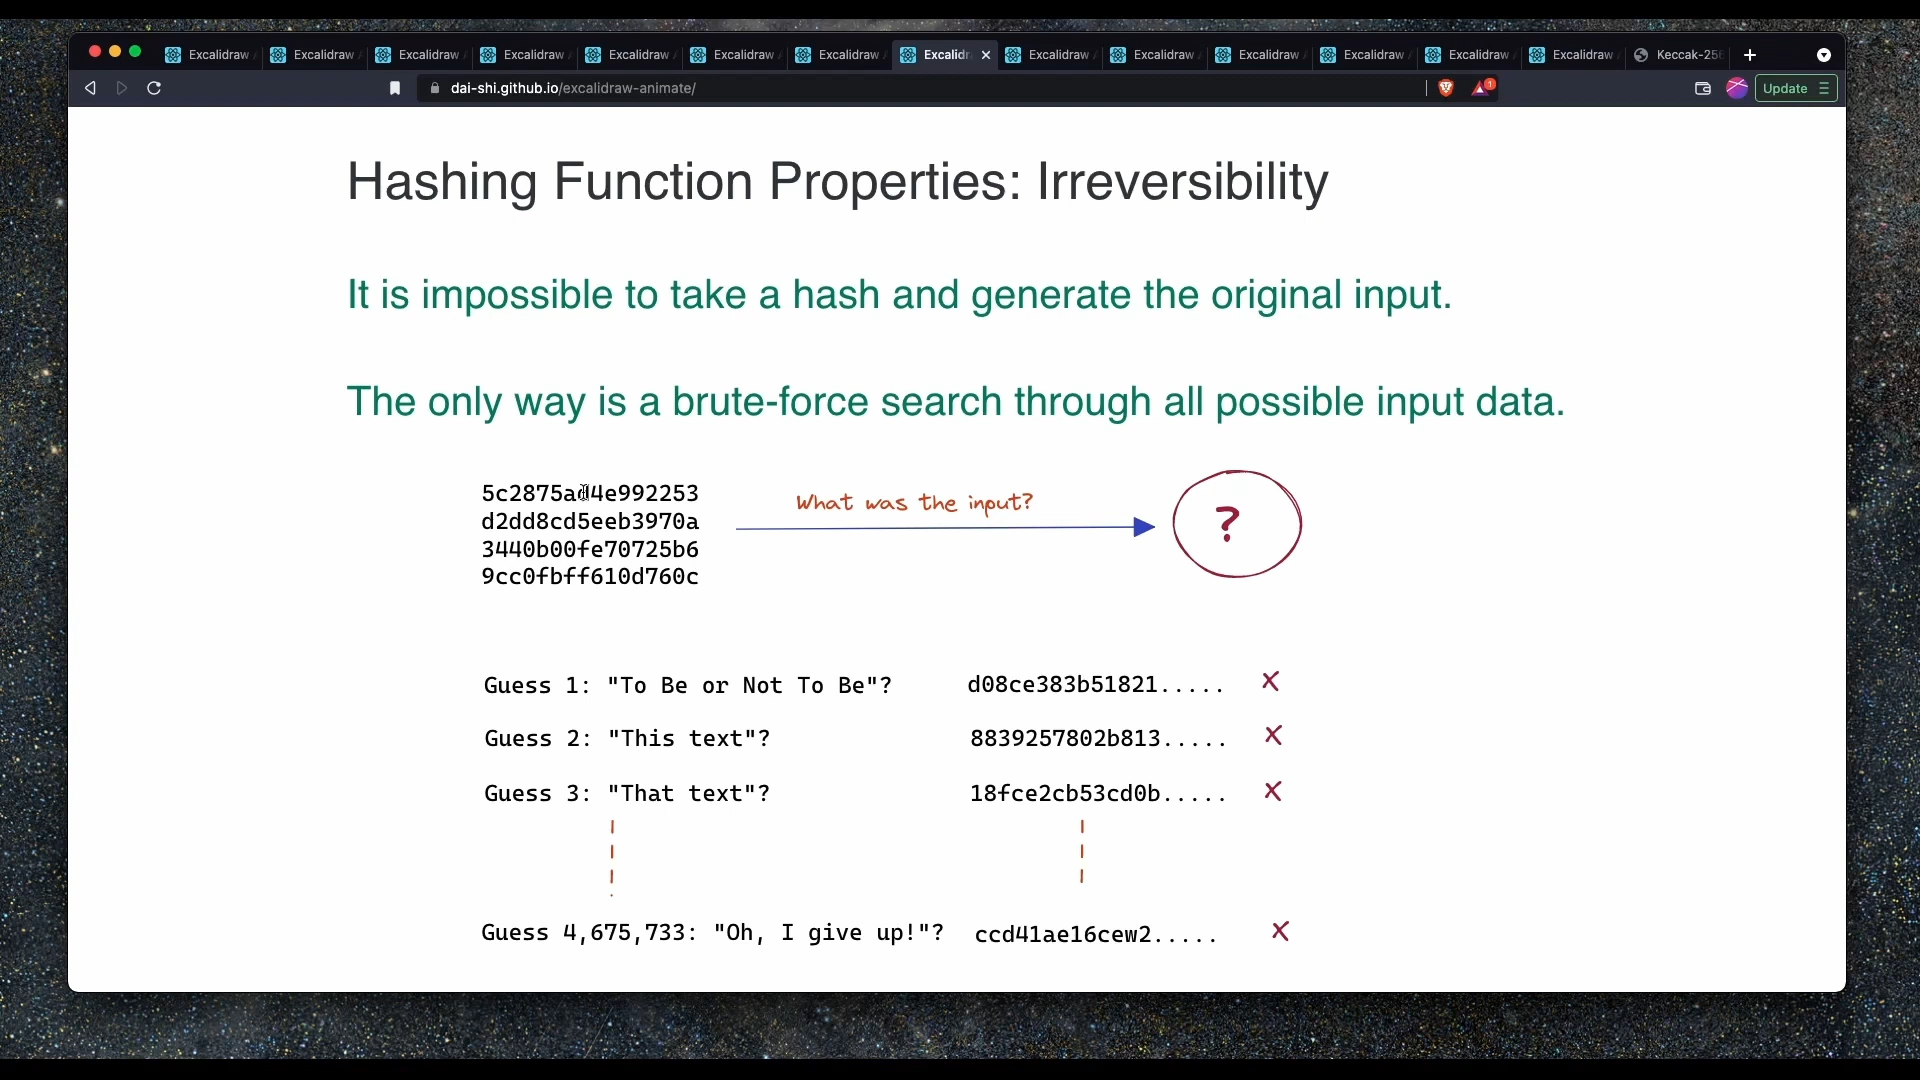 Excalidraw Excalidraw Excalidraw Excalidraw Excalidraw Excalidraw Excalidraw Excalidr Excalidraw Excalidraw Excalidraw Excalidraw Excalidraw Excalidraw Keccak-256
dai-shi.github.io/excalidraw-animate/ 1 Update
Hashing Function Properties: Irreversibility
It is impossible to take a hash and generate the original input.
The only way is a brute-force search through all possible input data.
5c2875ad4e992253
d2dd8cd5eeb3970a
3440b00fe70725b6
9cc0fbff610d760c
What was the input?
?
Guess 1: "To Be or Not To Be"? d08ce383b51821..... X
Guess 2: "This text"? 8839257802b813..... X
Guess 3: "That text"? 18fce2cb53cd0b..... X
Guess 4,675,733: "Oh, I give up!"? ccd41ae16cew2..... X